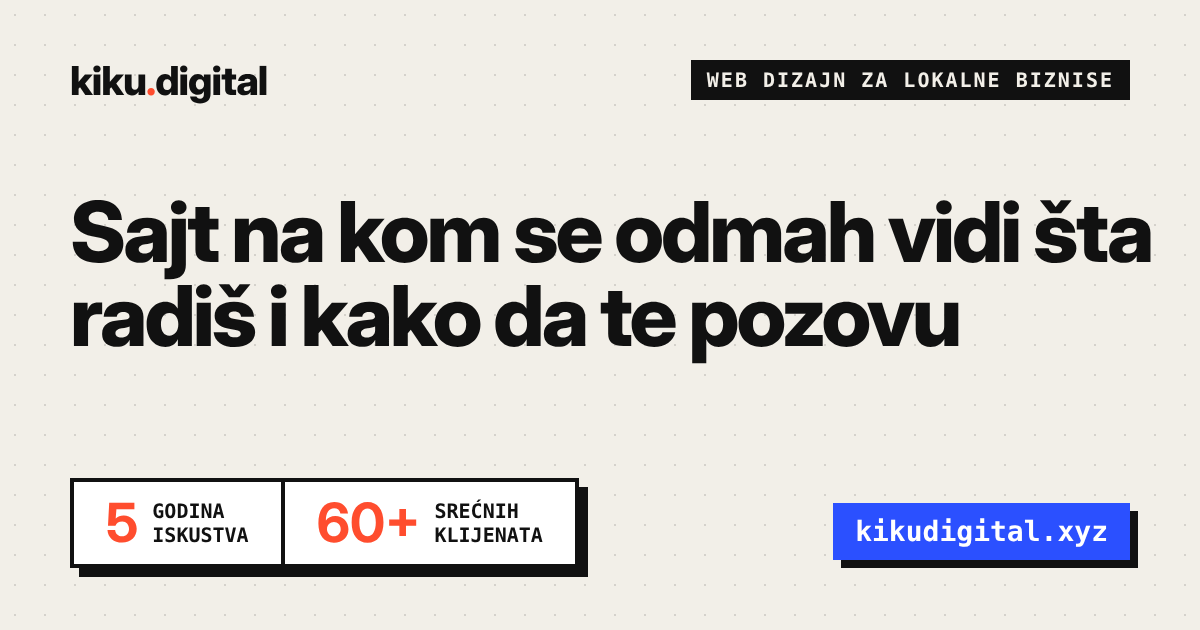 kiku.digital
WEB DIZAJN ZA LOKALNE BIZNISE
Sajt na kom se odmah vidi šta
radiš i kako da te pozovu
5 GODINA
ISKUSTVA
60+ SREĆNIH
KLIJENATA
kikudigital.xyz